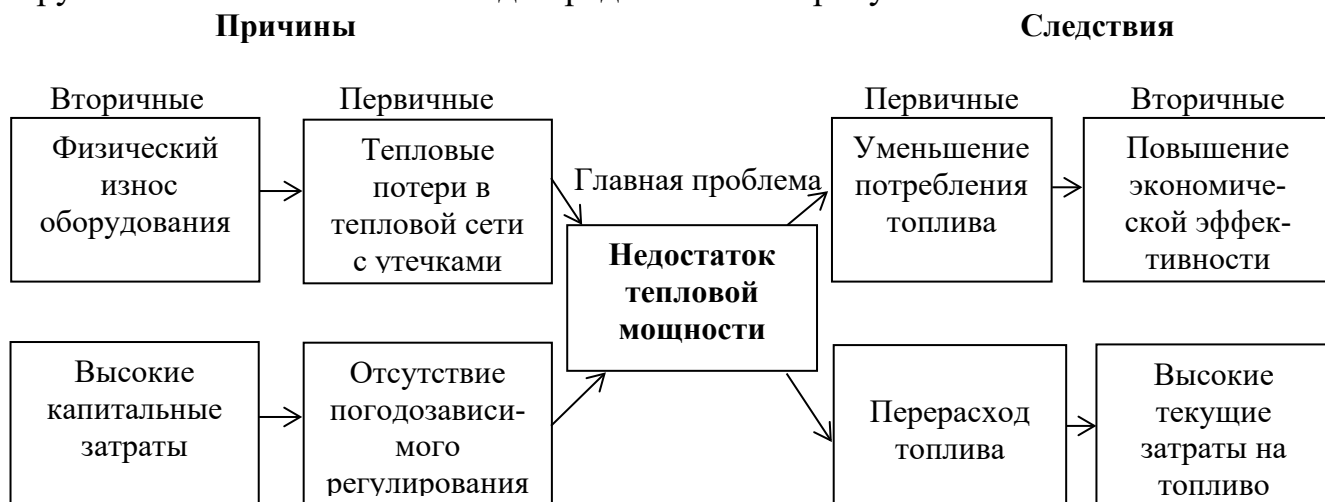 Причины
Следствия
Вторичные
Первичные
Первичные
Вторичные
Физический
износ
оборудования
Тепловые
потери в
тепловой сети
с утечками
Главная проблема
Недостаток
тепловой
мощности
Уменьшение
потребления
топлива
Повышение
экономиче-
ской эффек-
тивности
Высокие
капитальные
затраты
Отсутствие
погодозависи-
мого
регулирования
Перерасход
топлива
Высокие
текущие
затраты на
топливо